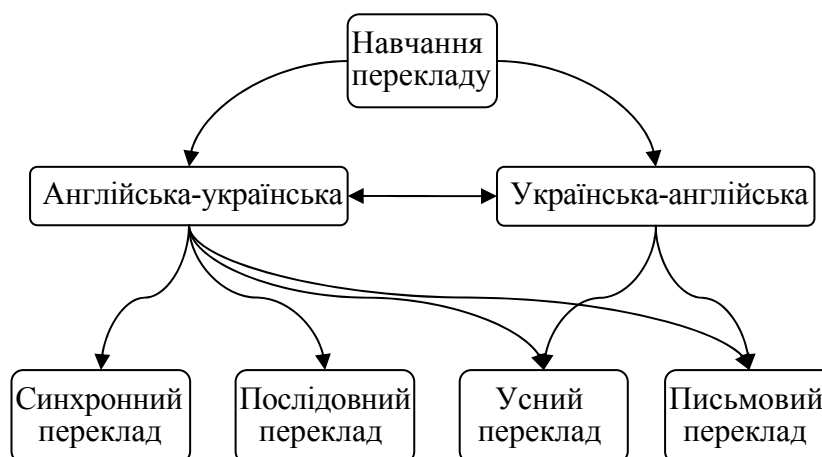 Навчання
перекладу
Англійська-українська
Українська-англійська
Синхронний
переклад
Послідовний
переклад
Усний
переклад
Письмовий
переклад